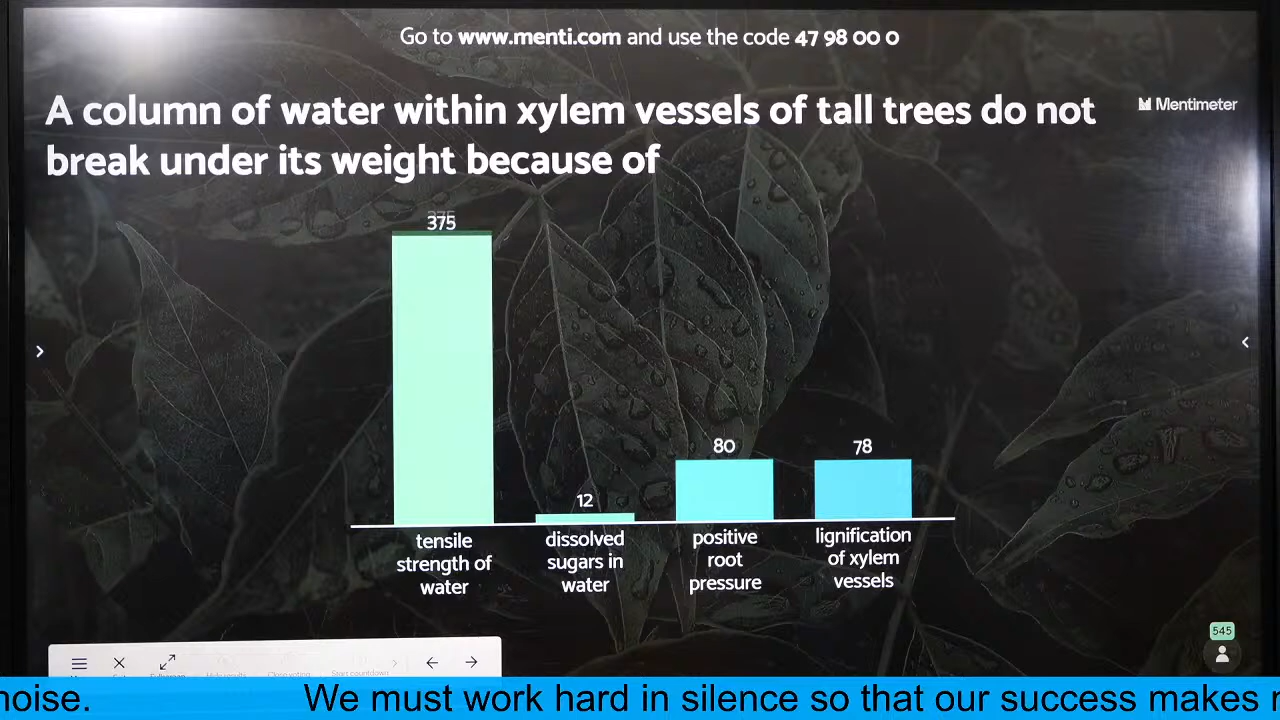 Go to www.menti.com and use the code 47 98 00 0
A column of water within xylem vessels of tall trees do not
Mentimeter
break under its weight because of
375
12
80
78
tensile
strength of
water
dissolved
sugars in
water
positive
root
pressure
lignification
of xylem
vessels
545
Start countdown
noise. We must work hard in silence so that our success makes